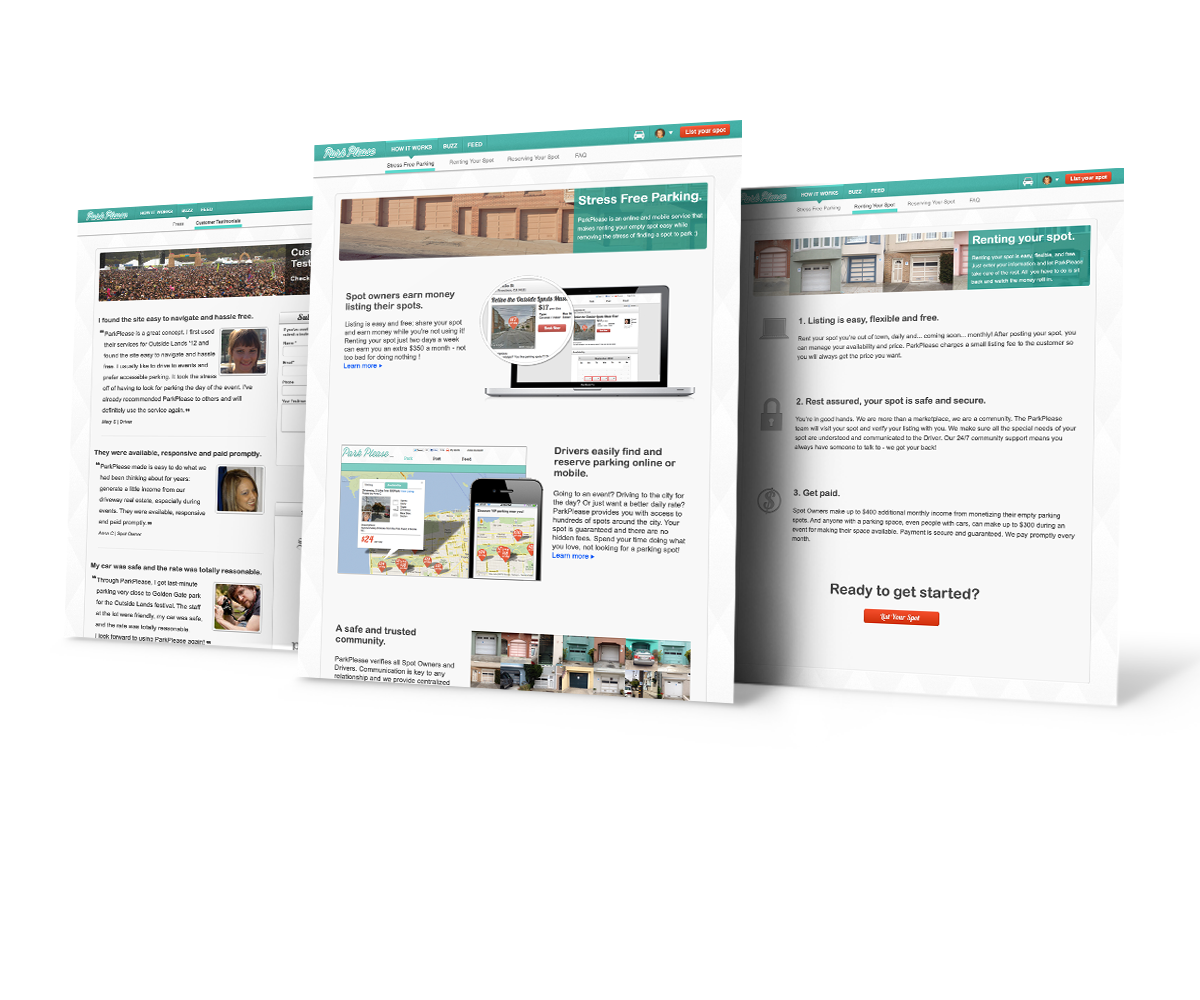 Park Please
HOW IT WORKS
BUZZ
FEED
Press
Customer Testimonials
I found the site easy to navigate and hassle free.
"ParkPlease is a great concept. I first used
their services for Outside Lands '12 and
found the site easy to navigate and hassle
free. I usually like to drive to events and
prefer accessible parking. It took the stress
off of having to look for parking the day of the event. I've
already recommended ParkPlease to others and will
definitely use the service again."
Mary S | Driver
Name *
Email*
Phone
They were available, responsive and paid promptly.
"ParkPlease made is easy to do what we
had been thinking about for years:
generate a little income from our
driveway real estate, especially during
events. They were available, responsive
and paid promptly."
Anna C | Spot Owner
My car was safe and the rate was totally reasonable.
"Through ParkPlease, I got last-minute
parking very close to Golden Gate park
for the Outside Lands festival. The staff
at the lot were friendly, my car was safe,
and the rate was totally reasonable
I look forward to using ParkPlease again!"
Park Please
HOW IT WORKS
BUZZ
FEED
List your spot
Stress Free Parking
Renting Your Spot
Reserving Your Spot
FAQ
Stress Free Parking.
ParkPlease is an online and mobile service that
makes renting your empty spot easy while
removing the stress of finding a spot to park :)
Spot owners earn money
listing their spots.
Listing is easy and free; share your spot
and earn money while you're not using it!
Renting your spot just two days a week
can earn you an extra $350 a month - not
too bad for doing nothing !
Learn more
$17
Park Please
$24
Drivers easily find and
reserve parking online or
mobile.
Going to an event? Driving to the city for
the day? Or just want a better daily rate?
ParkPlease provides you with access to
hundreds of spots around the city. Your
spot is guaranteed and there are no
hidden fees. Spend your time doing what
you love, not looking for a parking spot!
Learn more
A safe and trusted
community.
ParkPlease verifies all Spot Owners and
Drivers. Communication is key to any
relationship and we provide centralized
Park Please
HOW IT WORKS
BUZZ
FEED
List your spot
Stress Free Parking
Renting Your Spot
Reserving Your Spot
FAQ
Renting your spot.
Renting your spot is easy, flexible, and free.
Just enter your information and let ParkPlease
take care of the rest. All you have to do is sit
back and watch the money roll in.
1. Listing is easy, flexible and free.
Rent your spot you're out of town, daily and... coming soon... monthly! After posting your spot, you
can manage your availability and price. ParkPlease charges a small listing fee to the customer so
you will always get the price you want.
2. Rest assured, your spot is safe and secure.
You're in good hands. We are more than a marketplace, we are a community. The ParkPlease
team will visit your spot and verify your listing with you. We make sure all the special needs of your
spot are understood and communicated to the Driver. Our 24/7 community support means you
always have someone to talk to - we got your back!
3. Get paid.
Spot Owners make up to $400 additional monthly income from monetizing their empty parking
spots. And anyone with a parking space, even people with cars, can make up to $300 during an
event for making their space available. Payment is secure and guaranteed. We pay promptly every
month.
Ready to get started?
List Your Spot